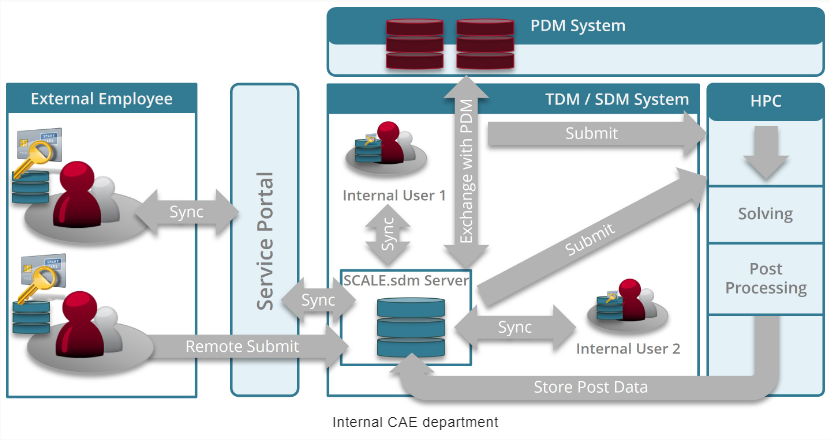 PDM System
External Employee
TDM / SDM System
HPC
Submit
Internal User 1
Exchange with PDM
Sync
Service Portal
Sync
Submit
Solving
SCALE.sdm Server
Post
Processing
Sync
Sync
Internal User 2
Remote Submit
Store Post Data
Internal CAE department